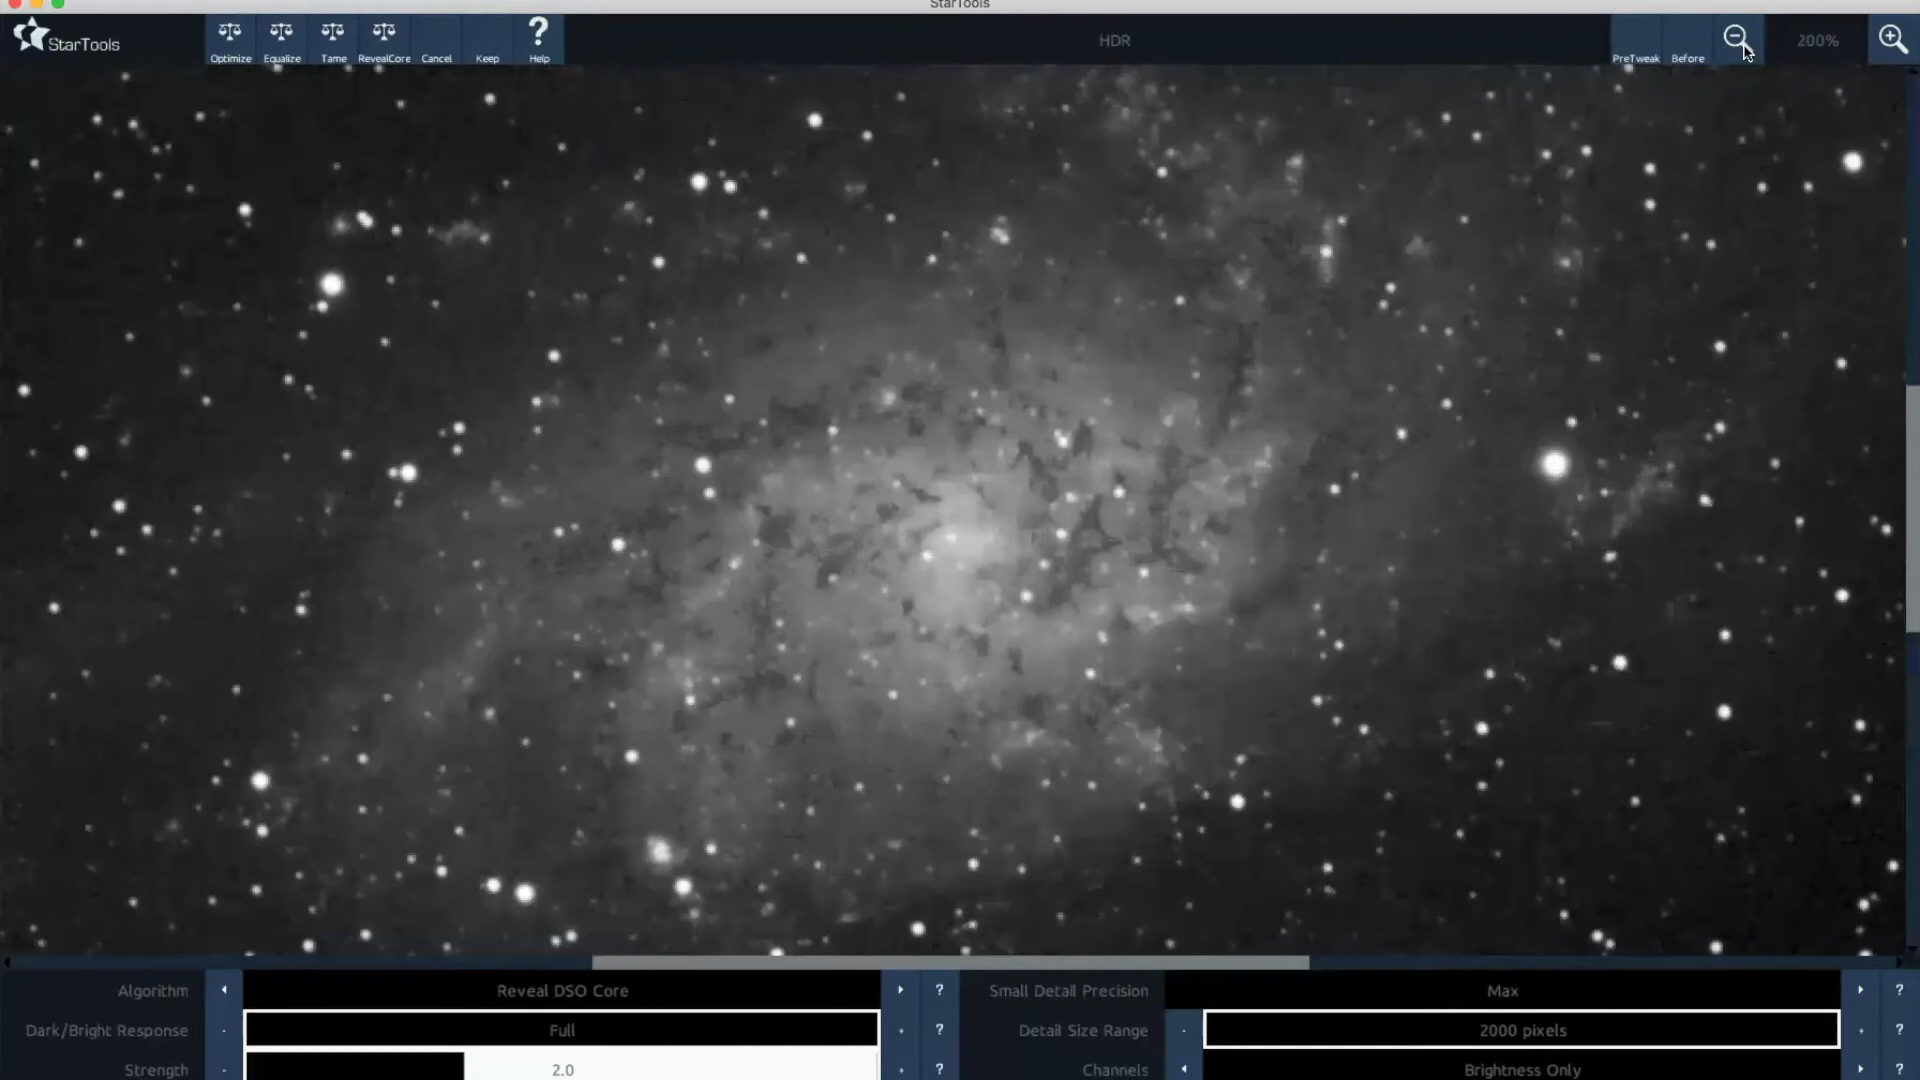 StarTools
StarTools
Optimize Equalize Tame RevealCore Cancel Keep ? Help
HDR
PreTweak Before 200%
Algorithm Reveal DSO Core ? Small Detail Precision Max ?
Dark/Bright Response - Full + ? Detail Size Range - 2000 pixels + ?
Strength - 2.0 + ? Channels Brightness Only ?